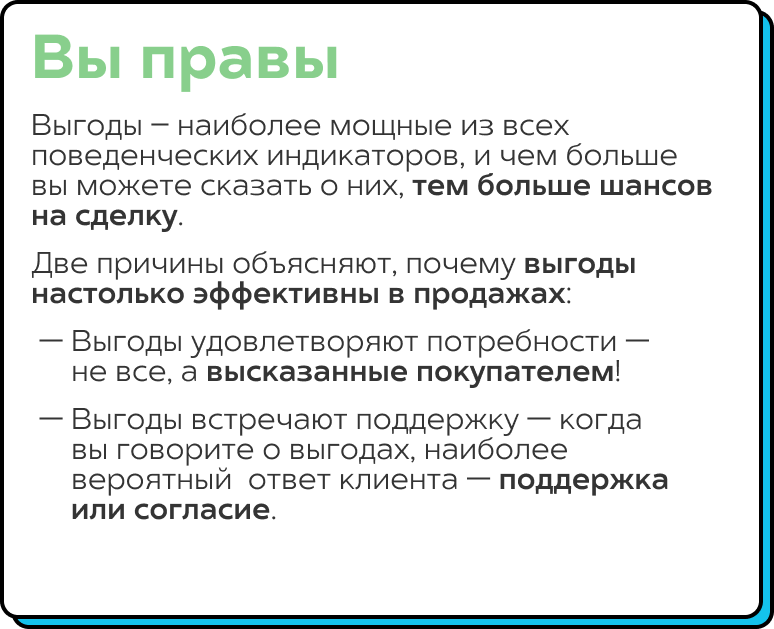 Вы правы
Выгоды — наиболее мощные из всех
поведенческих индикаторов, и чем больше
вы можете сказать о них, тем больше шансов
на сделку.
Две причины объясняют, почему выгоды
настолько эффективны в продажах:
— Выгоды удовлетворяют потребности —
не все, а высказанные покупателем!
— Выгоды встречают поддержку — когда
вы говорите о выгодах, наиболее
вероятный  ответ клиента — поддержка
или согласие.